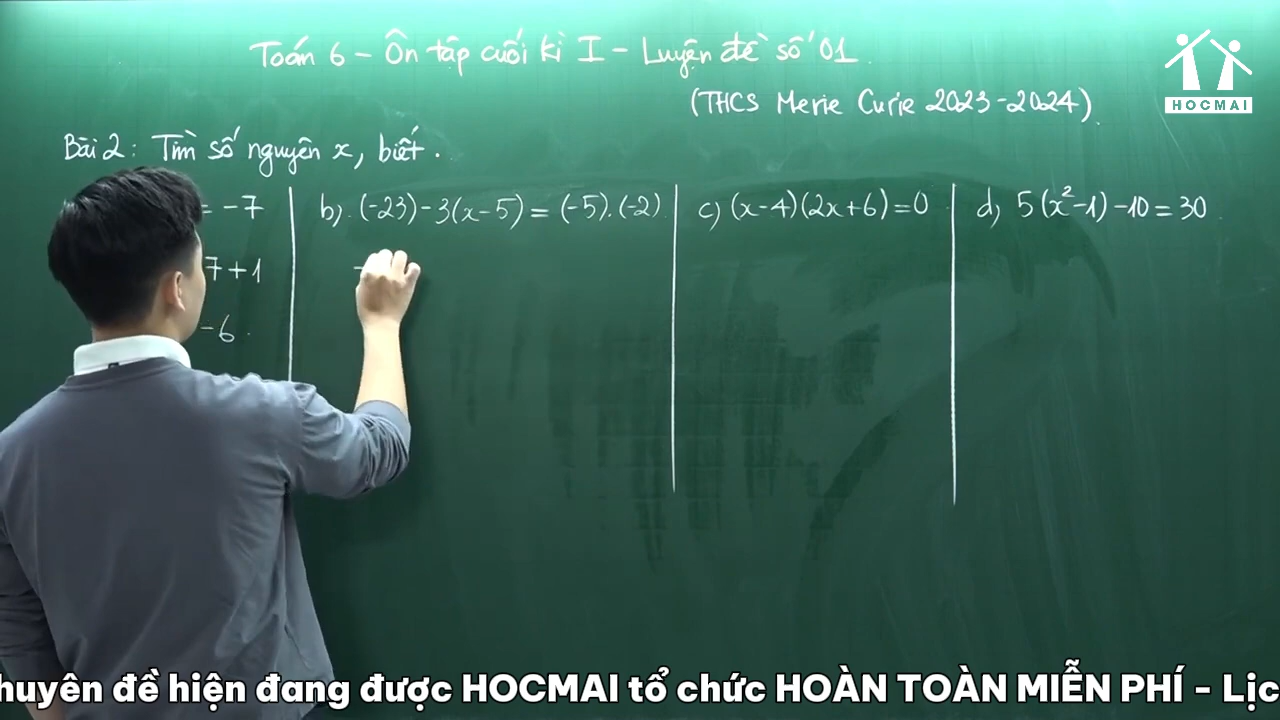 Toán 6 - Ôn tập cuối kì I - Luyện đề số 01
(THCS Merie Curie 2023-2024)
HOCMAI
Bài 2: Tìm số nguyên x, biết.
= -7
7 + 1
-6.
b) (-23) - 3(x-5) = (-5).(-2)
c) (x-4)(2x+6) = 0
d) 5(x²-1) - 10 = 30
huyên đề hiện đang được HOCMAI tổ chức HOÀN TOÀN MIỄN PHÍ - Lịc